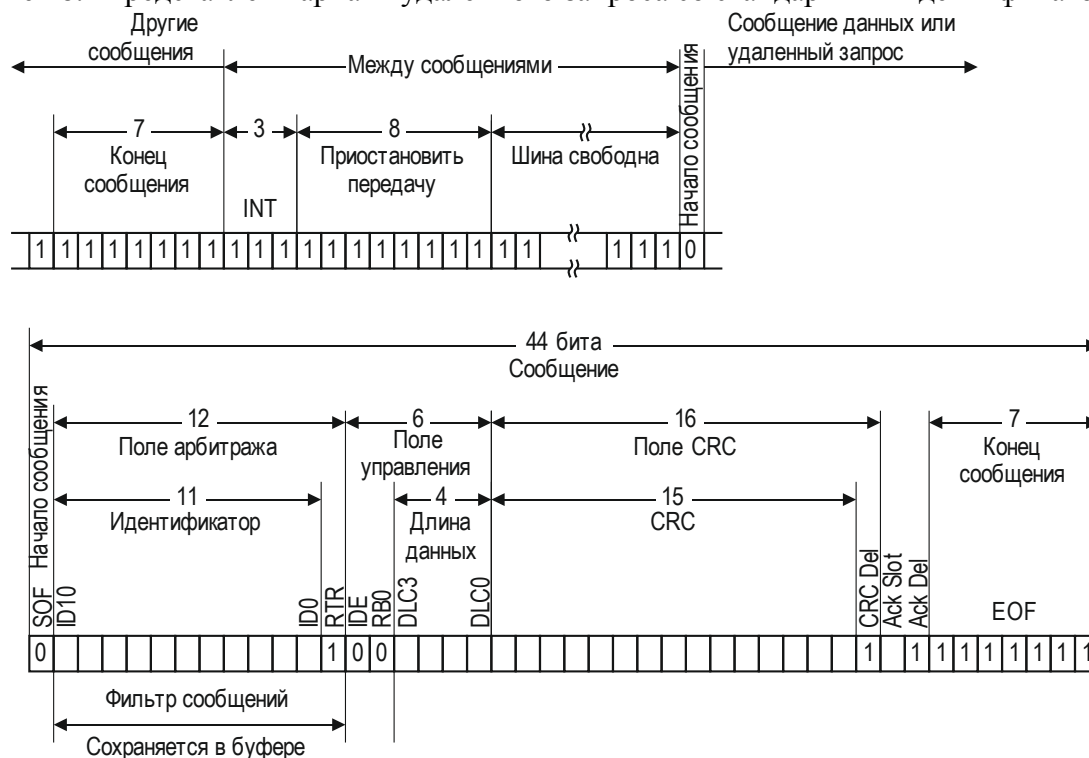 Другие
сообщения
Между сообщениями
Начало сообщения
Сообщение данных или
удаленный запрос
7
Конец
сообщения
3
INT
8
Приостановить
передачу
Шина свободна
1 1 1 1 1 1 1 1 1 1 1 1 1 1 1 1 1 1 1 1 1 1 1 1 0
44 бита
Сообщение
Начало сообщения
12
Поле арбитража
6
Поле
управления
16
Поле CRC
7
Конец
сообщения
11
Идентификатор
4
Длина
данных
15
CRC
SOF
ID10
ID0
RTR
IDE
RB0
DLC3
DLC0
CRC Del
Ack Slot
Ack Del
EOF
0 1 0 0 1 1 1 1 1 1 1 1 1
Фильтр сообщений
Сохраняется в буфере